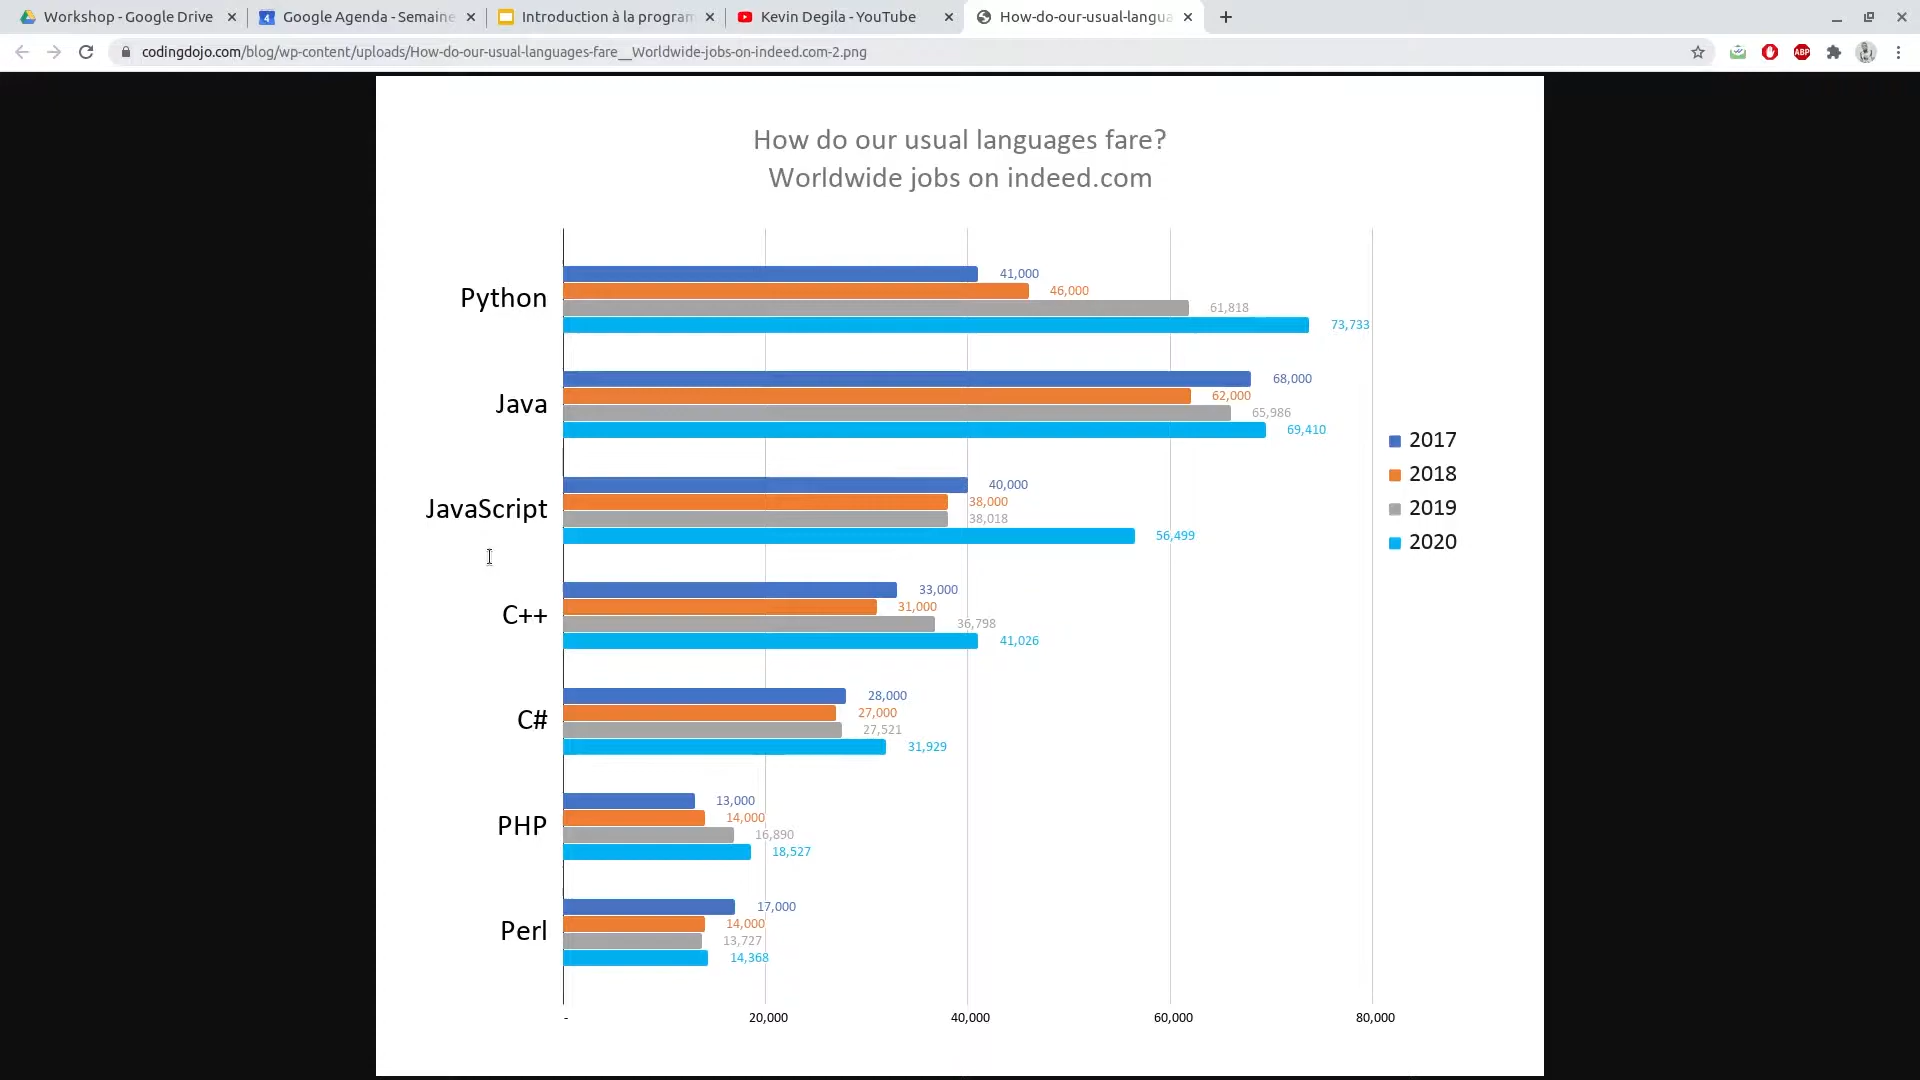 Workshop - Google Drive
Google Agenda - Semaine
Introduction à la program
Kevin Degila - YouTube
How-do-our-usual-langua
codingdojo.com/blog/wp-content/uploads/How-do-our-usual-languages-fare__Worldwide-jobs-on-indeed.com-2.png
ABP
How do our usual languages fare?
Worldwide jobs on indeed.com
Python
41,000
46,000
61,818
73,733
Java
68,000
62,000
65,986
69,410
JavaScript
40,000
38,000
38,018
56,499
C++
33,000
31,000
36,798
41,026
C#
28,000
27,000
27,521
31,929
PHP
13,000
14,000
16,890
18,527
Perl
17,000
14,000
13,727
14,368
2017
2018
2019
2020
- 20,000 40,000 60,000 80,000